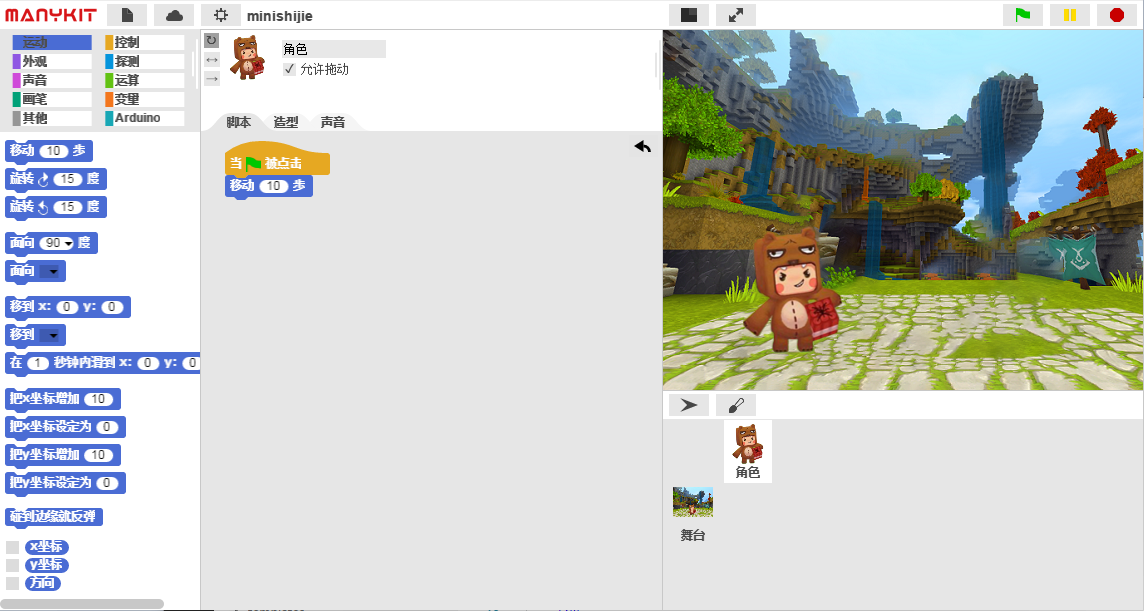 MANYKIT
minishijie
运动 控制
外观 探测
声音 运算
画笔 变量
其他 Arduino
角色
允许拖动
脚本 造型 声音
移动 10 步
旋转 15 度
旋转 15 度
面向 90 度
面向
移到 x: 0 y: 0
移到
在 1 秒钟内滑到 x: 0 y: 0
把x坐标增加 10
把x坐标设定为 0
把y坐标增加 10
把y坐标设定为 0
碰到边缘就反弹
x坐标
y坐标
方向
当 被点击
移动 10 步
角色
舞台